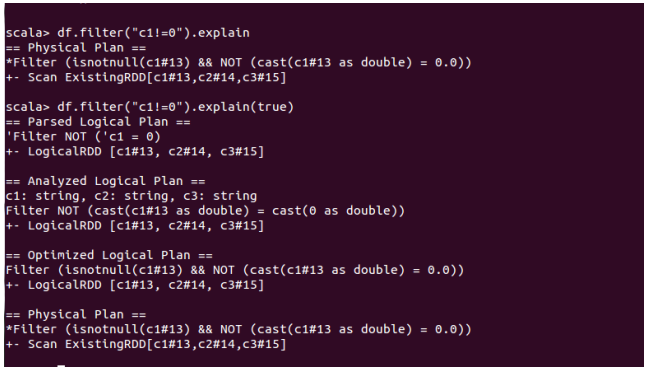 scala> df.filter("c1!=0").explain
== Physical Plan ==
*Filter (isnotnull(c1#13) && NOT (cast(c1#13 as double) = 0.0))
+- Scan ExistingRDD[c1#13,c2#14,c3#15]
scala> df.filter("c1!=0").explain(true)
== Parsed Logical Plan ==
'Filter NOT ('c1 = 0)
+- LogicalRDD [c1#13, c2#14, c3#15]
== Analyzed Logical Plan ==
c1: string, c2: string, c3: string
Filter NOT (cast(c1#13 as double) = cast(0 as double))
+- LogicalRDD [c1#13, c2#14, c3#15]
== Optimized Logical Plan ==
Filter (isnotnull(c1#13) && NOT (cast(c1#13 as double) = 0.0))
+- LogicalRDD [c1#13, c2#14, c3#15]
== Physical Plan ==
*Filter (isnotnull(c1#13) && NOT (cast(c1#13 as double) = 0.0))
+- Scan ExistingRDD[c1#13,c2#14,c3#15]